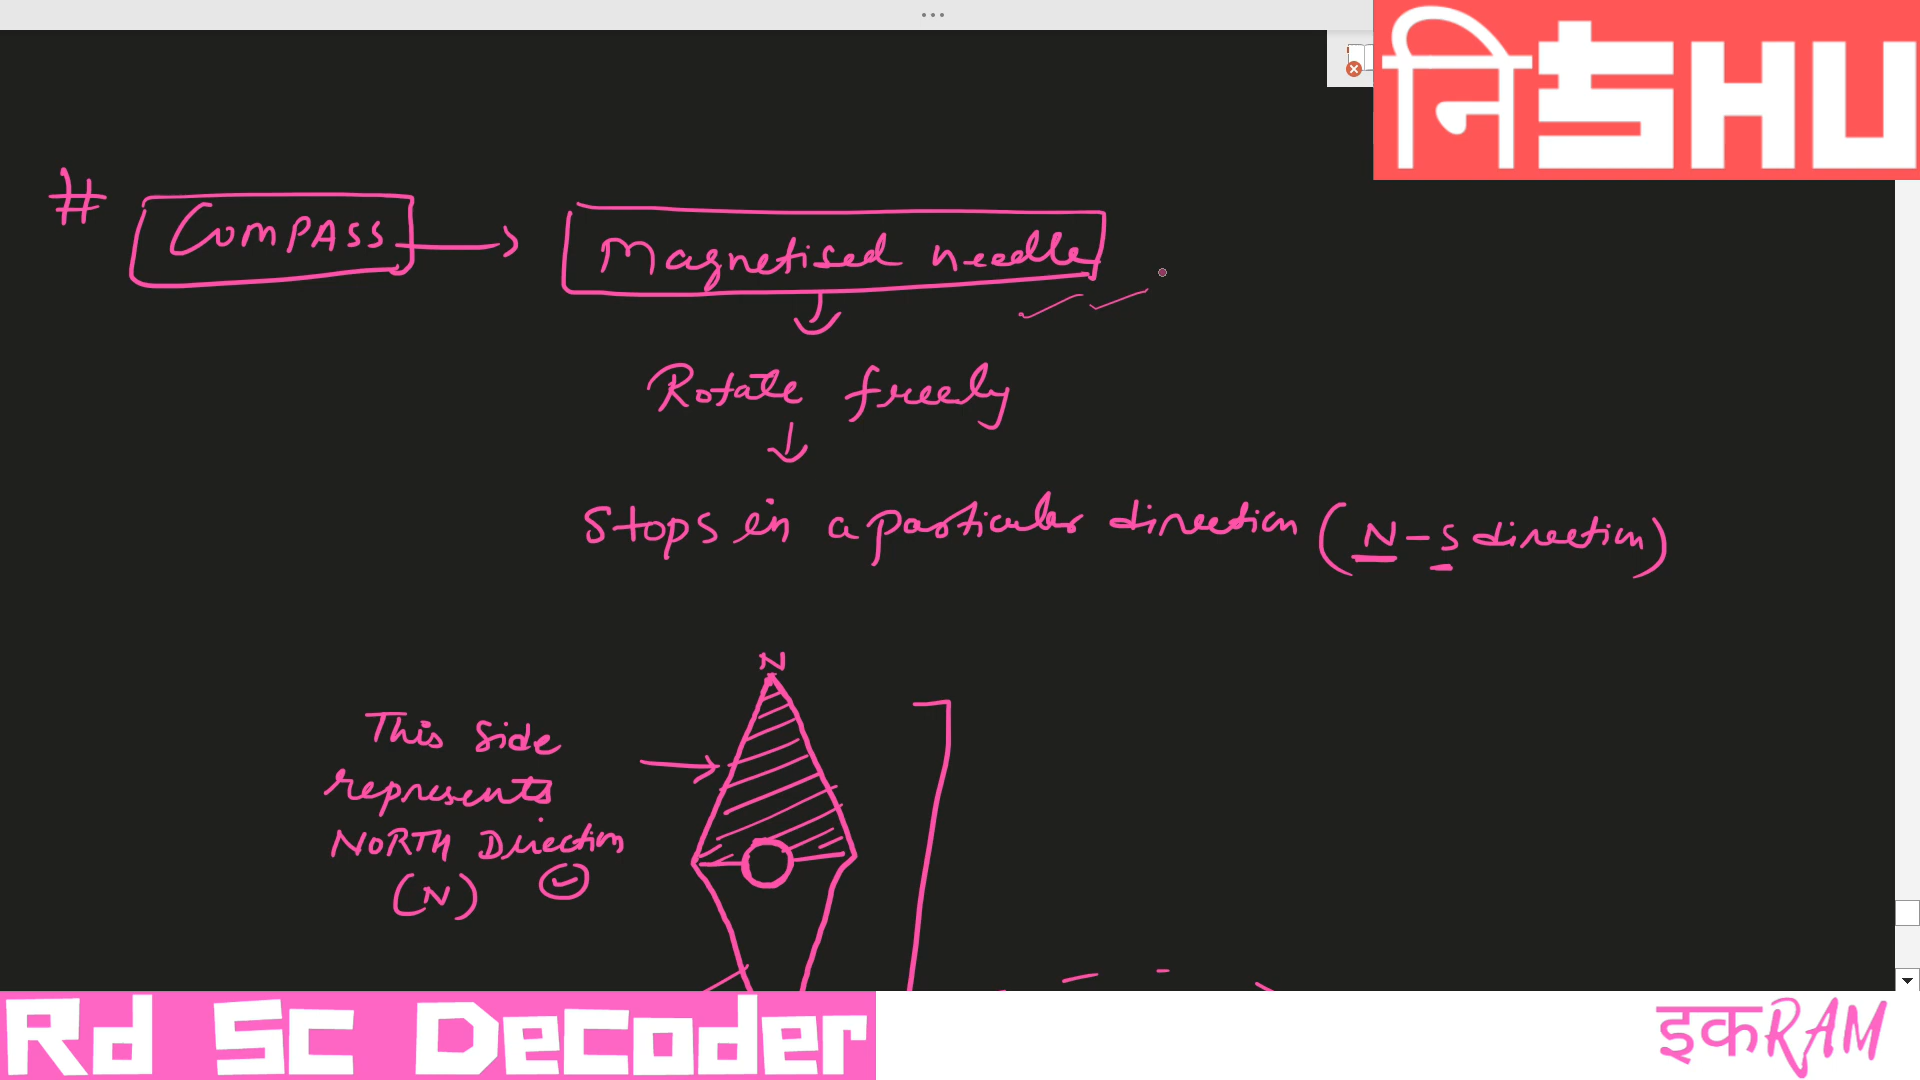 निSHU
# COMPASS → Magnetised needle
Rotate freely
Stops in a particular direction (N-S direction)
N
This side
represents
NORTH Direction
(N)
Rd Sc Decoder
इकRAM